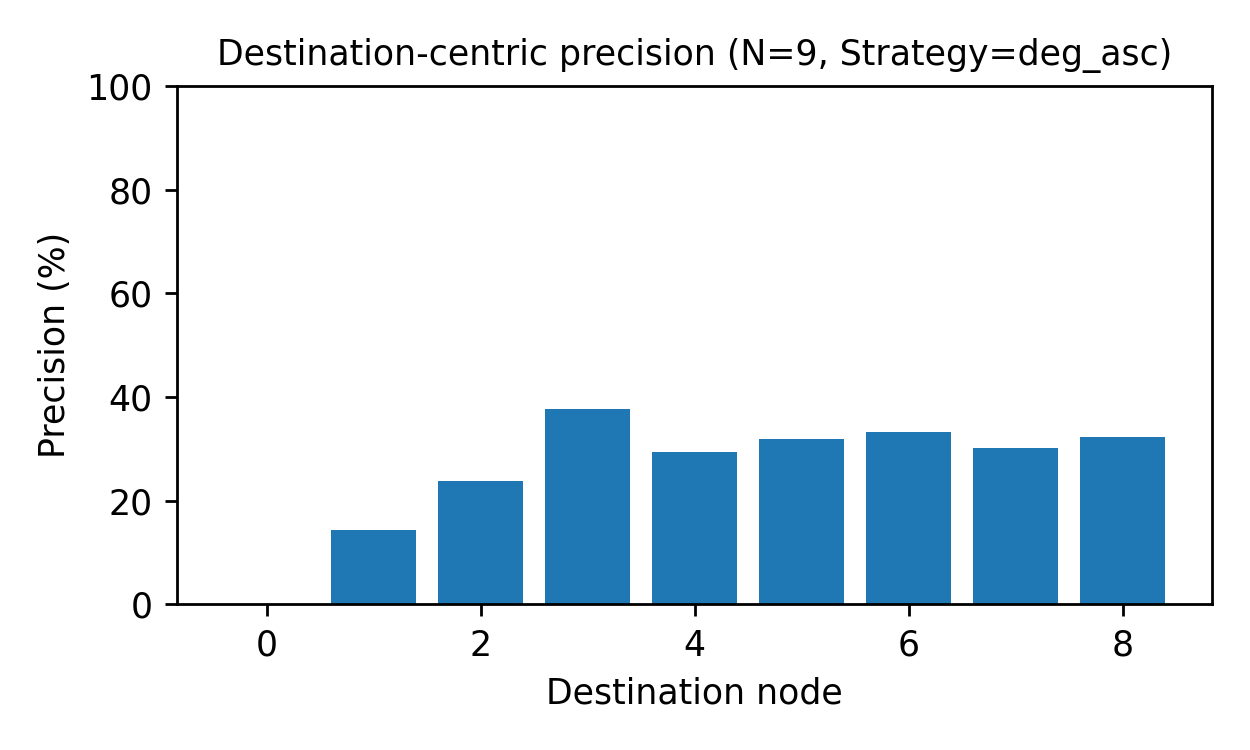 Destination-centric precision (N=9, Strategy=deg_asc)
100
80
60
40
20
0
Precision (%)
0 2 4 6 8
Destination node